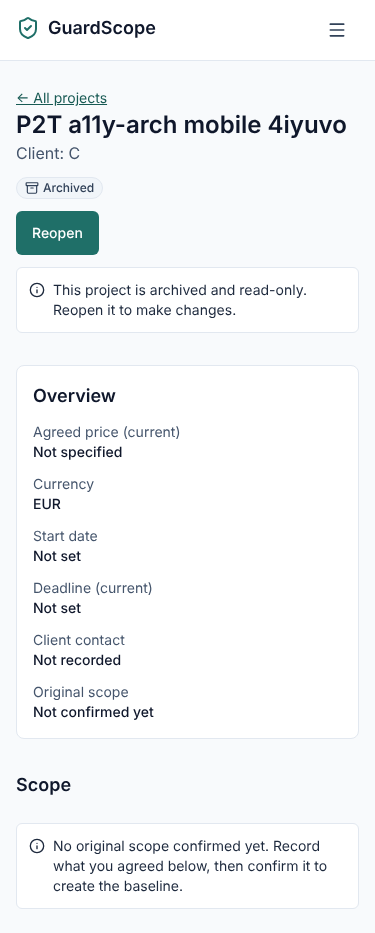 GuardScope
← All projects
P2T a11y-arch mobile 4iyuvo
Client: C
Archived
Reopen
This project is archived and read-only.
Reopen it to make changes.
Overview
Agreed price (current)
Not specified
Currency
EUR
Start date
Not set
Deadline (current)
Not set
Client contact
Not recorded
Original scope
Not confirmed yet
Scope
No original scope confirmed yet. Record
what you agreed below, then confirm it to
create the baseline.